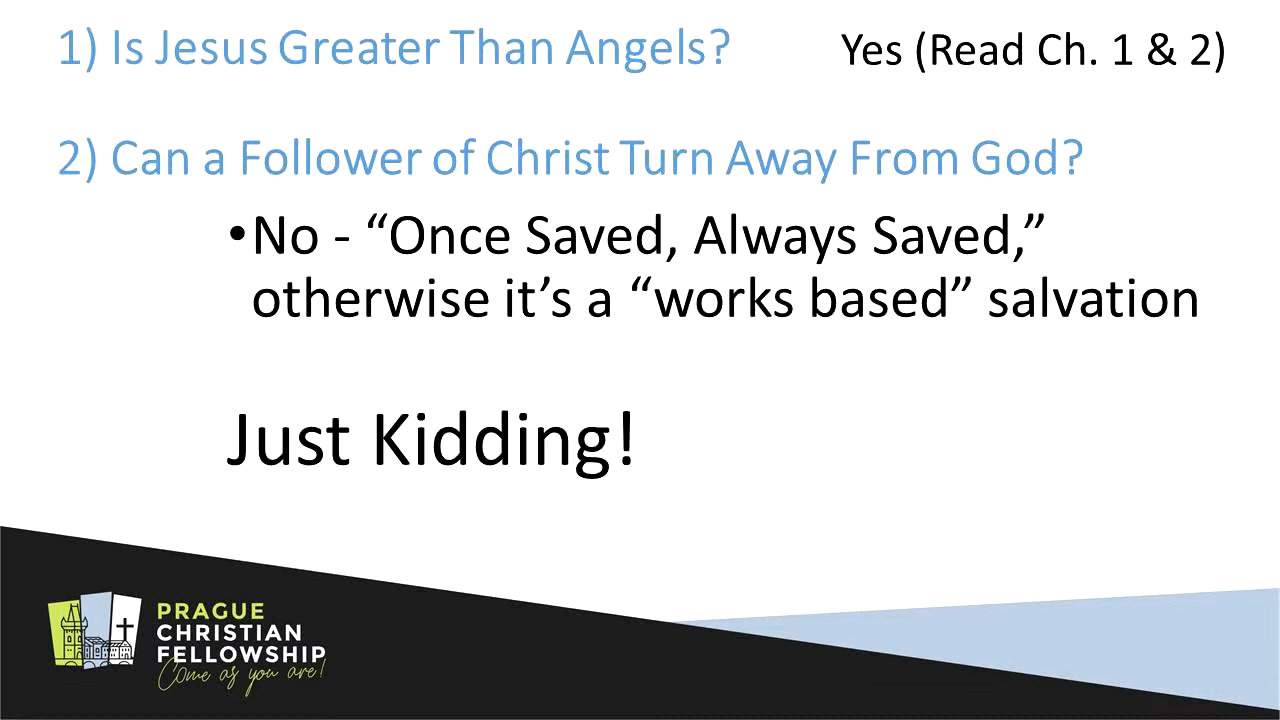 1) Is Jesus Greater Than Angels? Yes (Read Ch. 1 & 2)
2) Can a Follower of Christ Turn Away From God?
•No - “Once Saved, Always Saved,”
otherwise it’s a “works based” salvation
Just Kidding!
PRAGUE
CHRISTIAN
FELLOWSHIP
Come as you are!